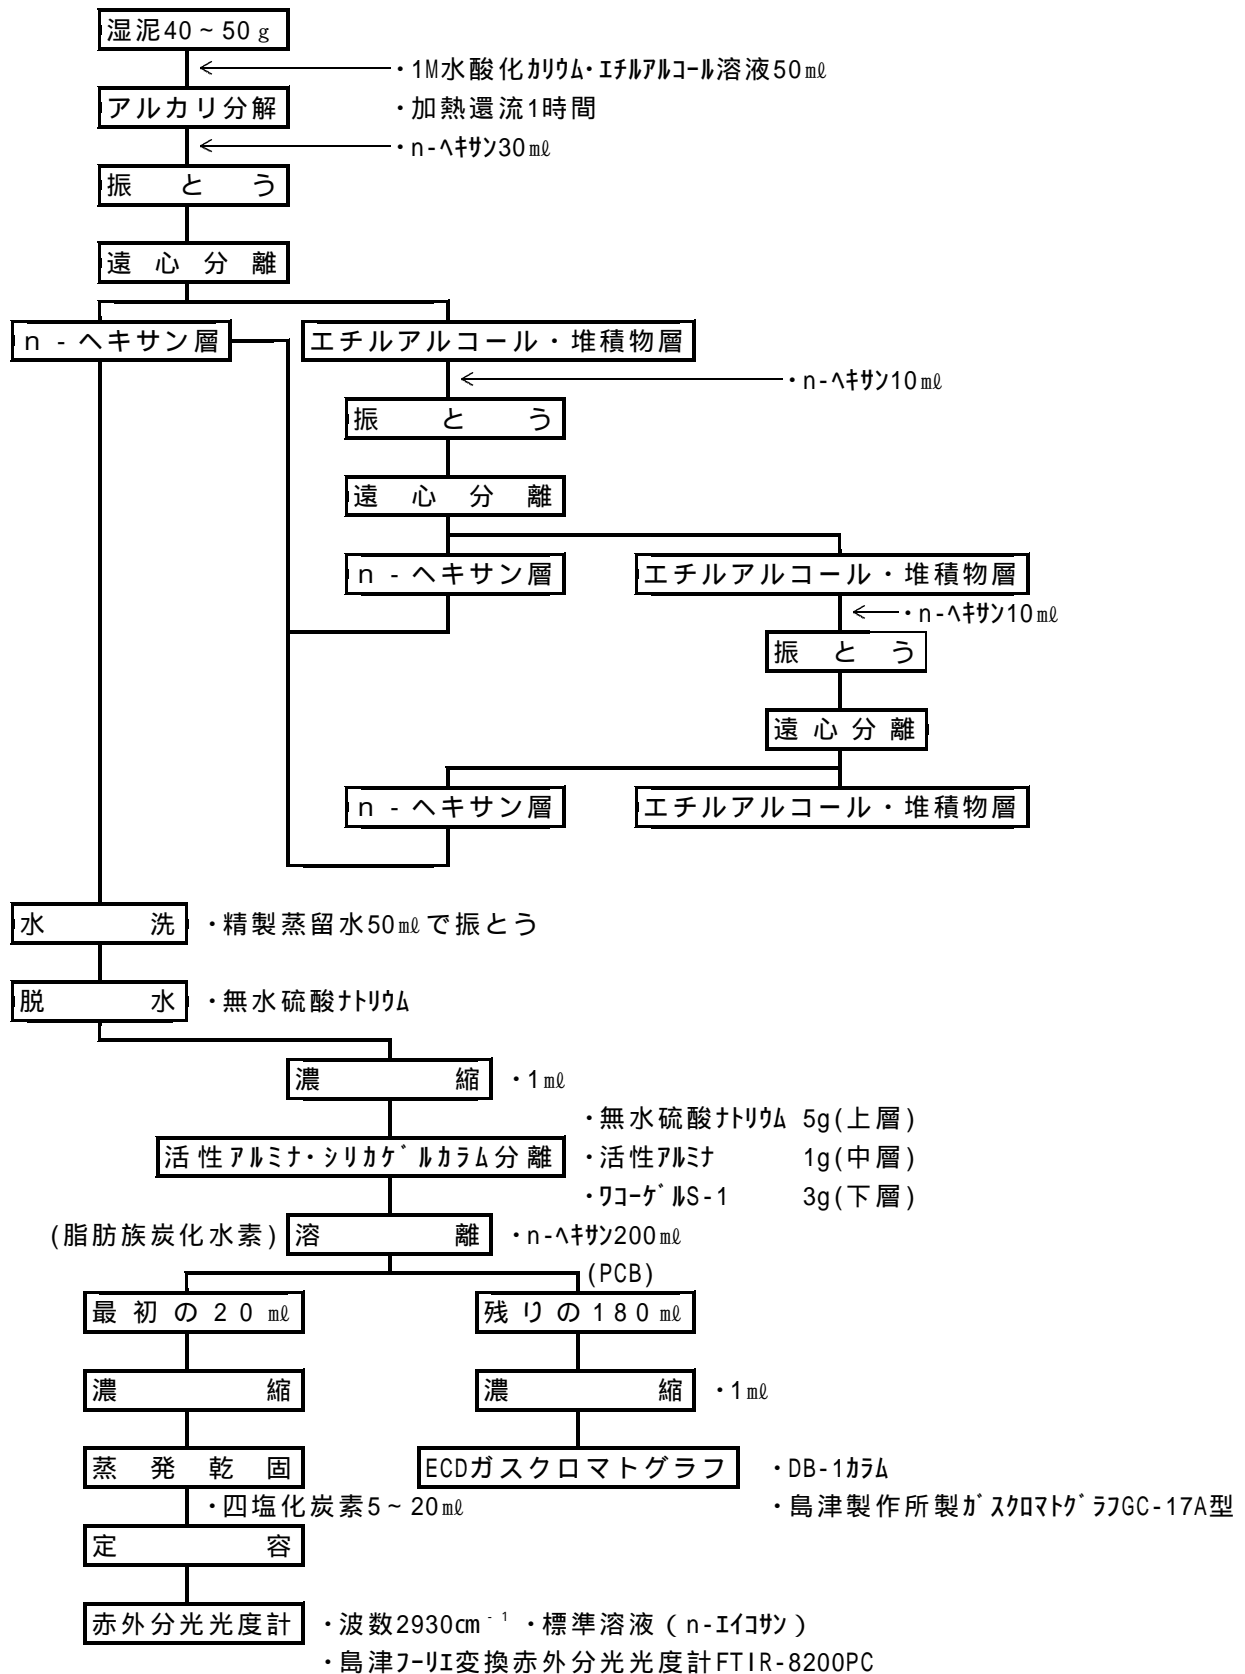 湿泥40～50g
・1M水酸化ｶﾘｳﾑ・ｴﾁﾙｱﾙｺｰﾙ溶液50㎖
アルカリ分解 ・加熱還流1時間
・n-ﾍｷｻﾝ30㎖
振とう
遠心分離
n-ヘキサン層 エチルアルコール・堆積物層
・n-ﾍｷｻﾝ10㎖
振とう
遠心分離
n-ヘキサン層 エチルアルコール・堆積物層
・n-ﾍｷｻﾝ10㎖
振とう
遠心分離
n-ヘキサン層 エチルアルコール・堆積物層
水洗 ・精製蒸留水50㎖で振とう
脱水 ・無水硫酸ﾅﾄﾘｳﾑ
濃縮 ・1㎖
・無水硫酸ﾅﾄﾘｳﾑ 5g(上層)
活性ｱﾙﾐﾅ・ｼﾘｶｹﾞﾙカラム分離 ・活性ｱﾙﾐﾅ 1g(中層)
・ﾜｺｰｹﾞﾙS-1 3g(下層)
(脂肪族炭化水素) 溶離 ・n-ﾍｷｻﾝ200㎖
(PCB)
最初の20㎖ 残りの180㎖
濃縮 濃縮 ・1㎖
蒸発乾固 ECDガスクロマトグラフ ・DB-1ｶﾗﾑ
・四塩化炭素5～20㎖ ・島津製作所製ｶﾞｽｸﾛﾏﾄｸﾞﾗﾌGC-17A型
定容
赤外分光光度計 ・波数2930㎝⁻¹ ・標準溶液（n-ｴｲｺｻﾝ）
・島津ﾌｰﾘｴ変換赤外分光光度計FTIR-8200PC